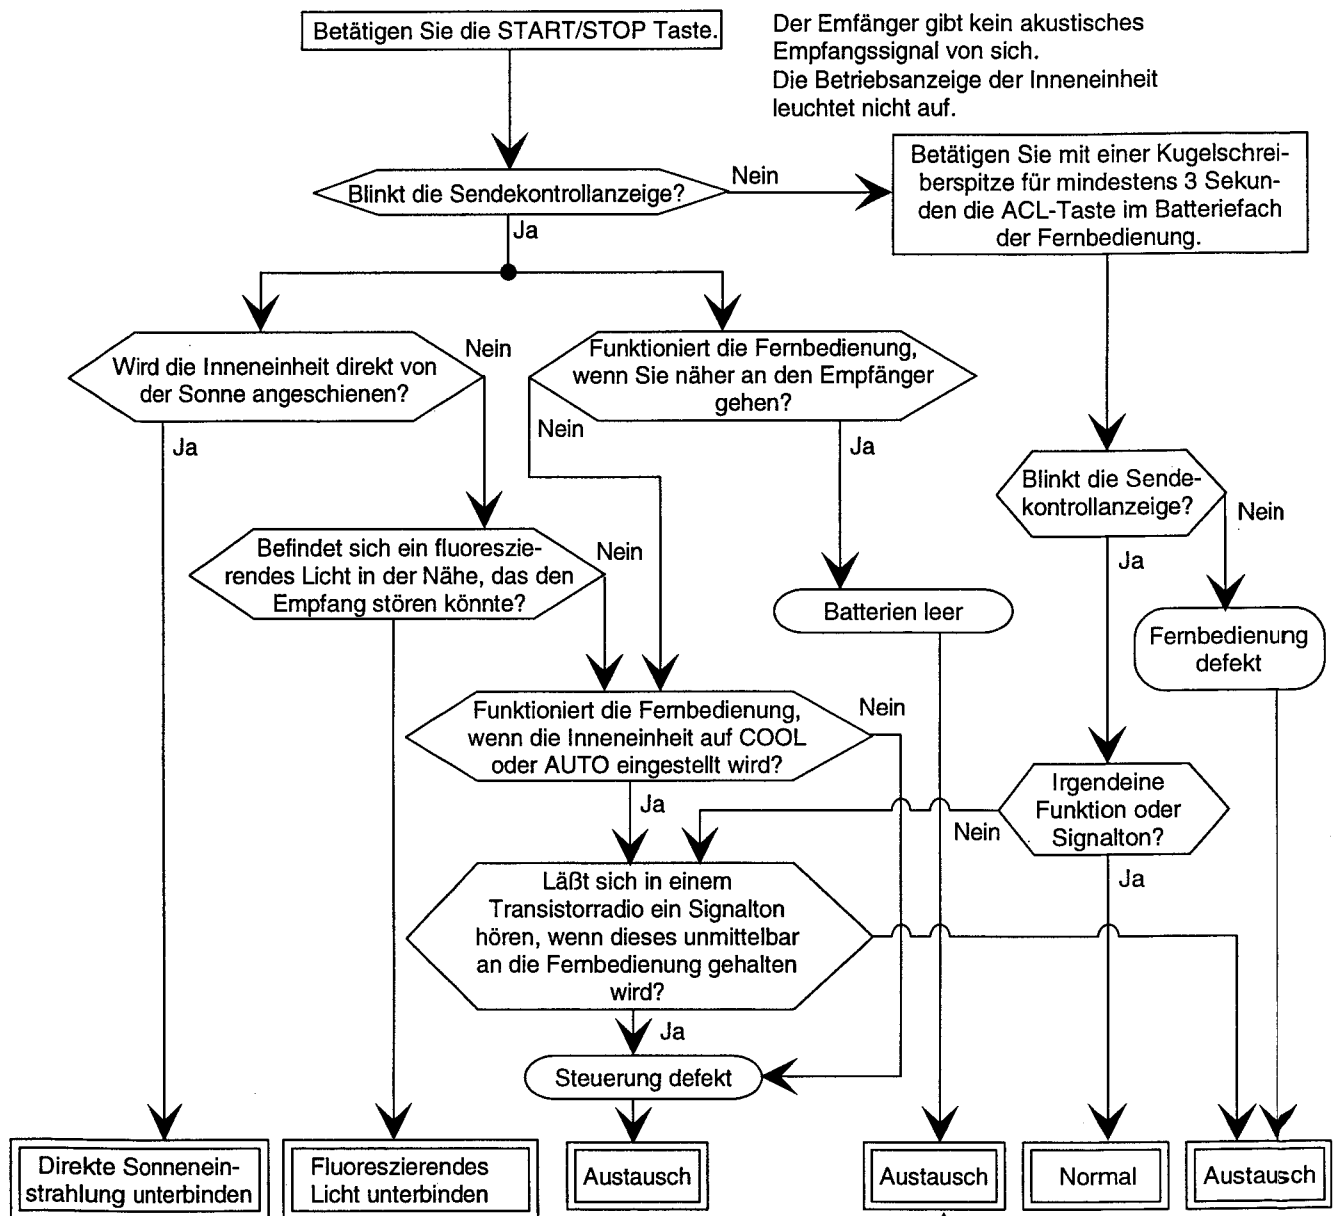 Betätigen Sie die START/STOP Taste.
Der Emfänger gibt kein akustisches
Empfangssignal von sich.
Die Betriebsanzeige der Inneneinheit
leuchtet nicht auf.
Blinkt die Sendekontrollanzeige?
Nein
Ja
Betätigen Sie mit einer Kugelschrei-
berspitze für mindestens 3 Sekun-
den die ACL-Taste im Batteriefach
der Fernbedienung.
Wird die Inneneinheit direkt von
der Sonne angeschienen?
Nein
Ja
Funktioniert die Fernbedienung,
wenn Sie näher an den Empfänger
gehen?
Nein
Ja
Blinkt die Sende-
kontrollanzeige?
Nein
Ja
Befindet sich ein fluoreszie-
rendes Licht in der Nähe, das den
Empfang stören könnte?
Nein
Batterien leer
Fernbedienung
defekt
Funktioniert die Fernbedienung,
wenn die Inneneinheit auf COOL
oder AUTO eingestellt wird?
Nein
Ja
Irgendeine
Funktion oder
Signalton?
Nein
Ja
Läßt sich in einem
Transistorradio ein Signalton
hören, wenn dieses unmittelbar
an die Fernbedienung gehalten
wird?
Ja
Steuerung defekt
Direkte Sonnenein-
strahlung unterbinden
Fluoreszierendes
Licht unterbinden
Austausch
Austausch
Normal
Austausch